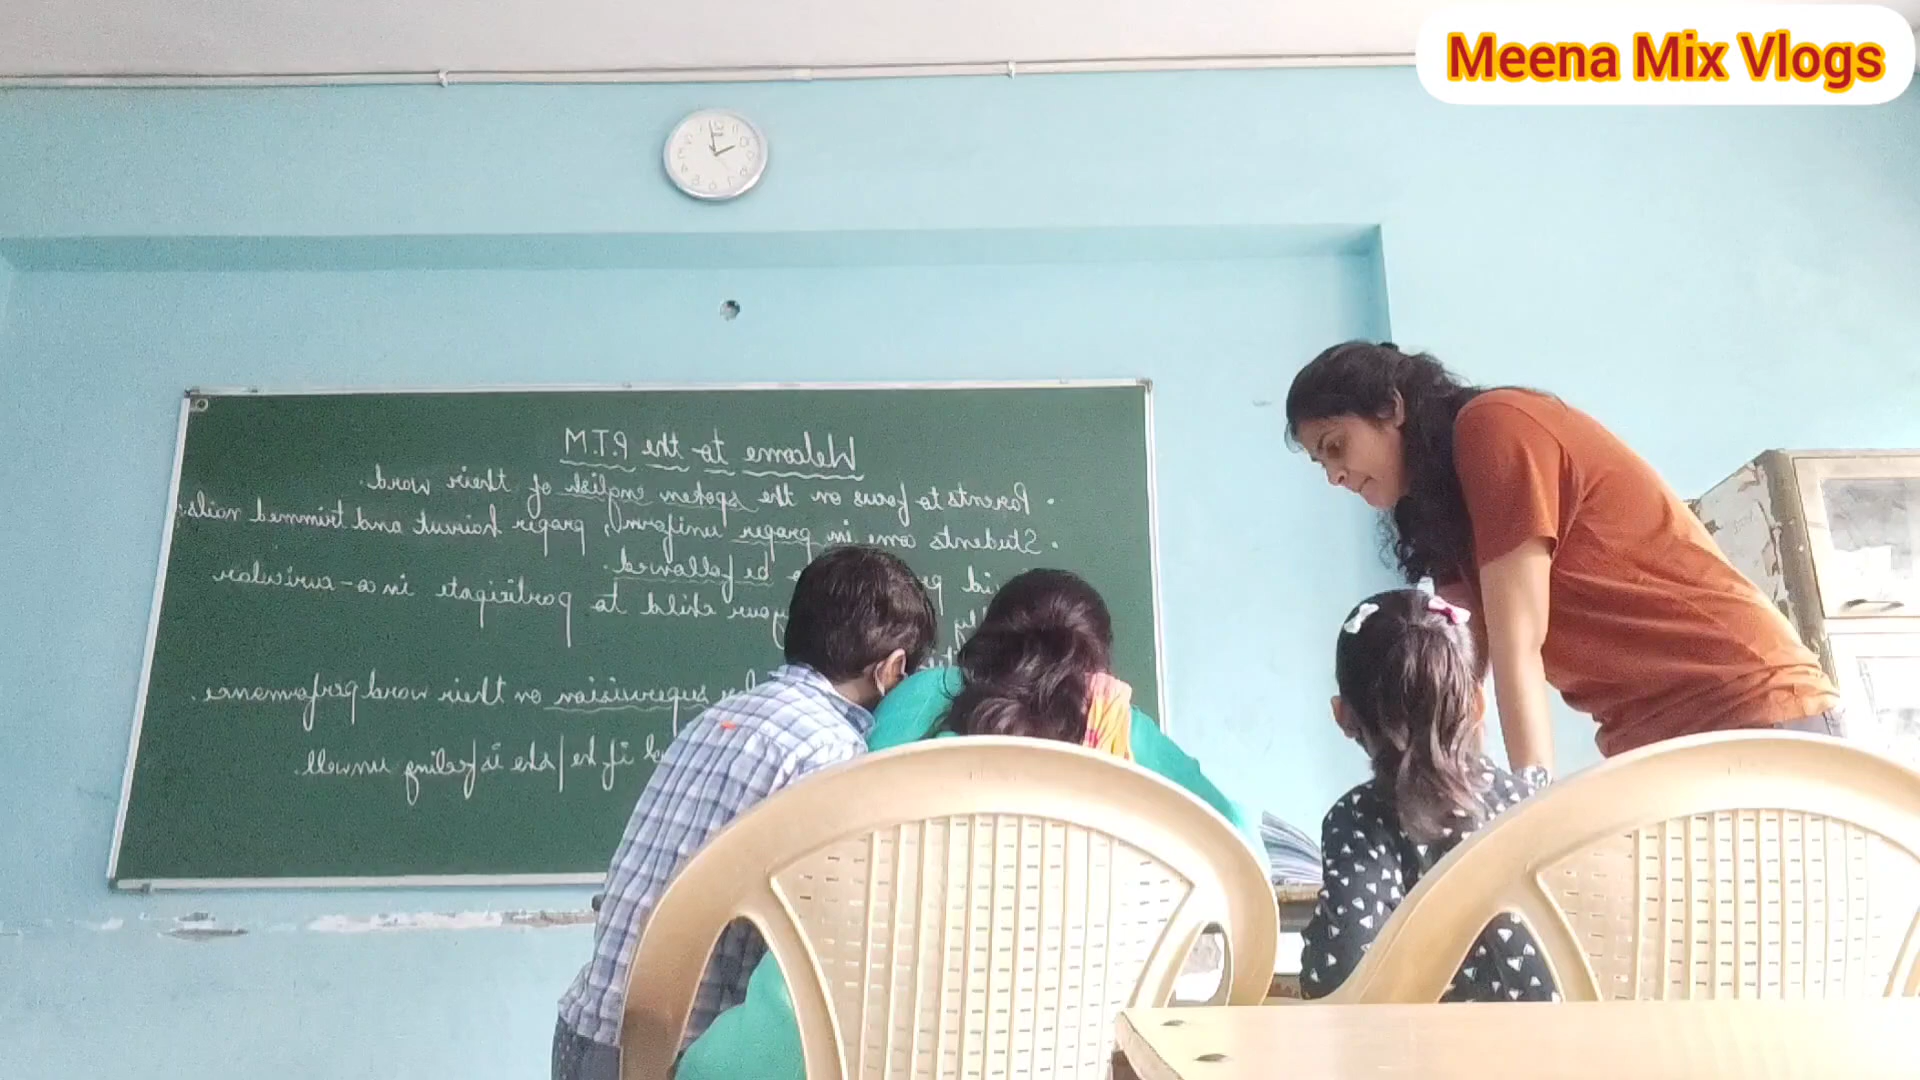 Meena Mix Vlogs
Welcome to the P.T.M
• Parents to focus on the spoken english of their ward.
• Students come in proper uniform, proper haircut and trimmed nails.
be followed.
your child to participate in co-curricular
supervision on their ward performance.
if he/she is feeling unwell.